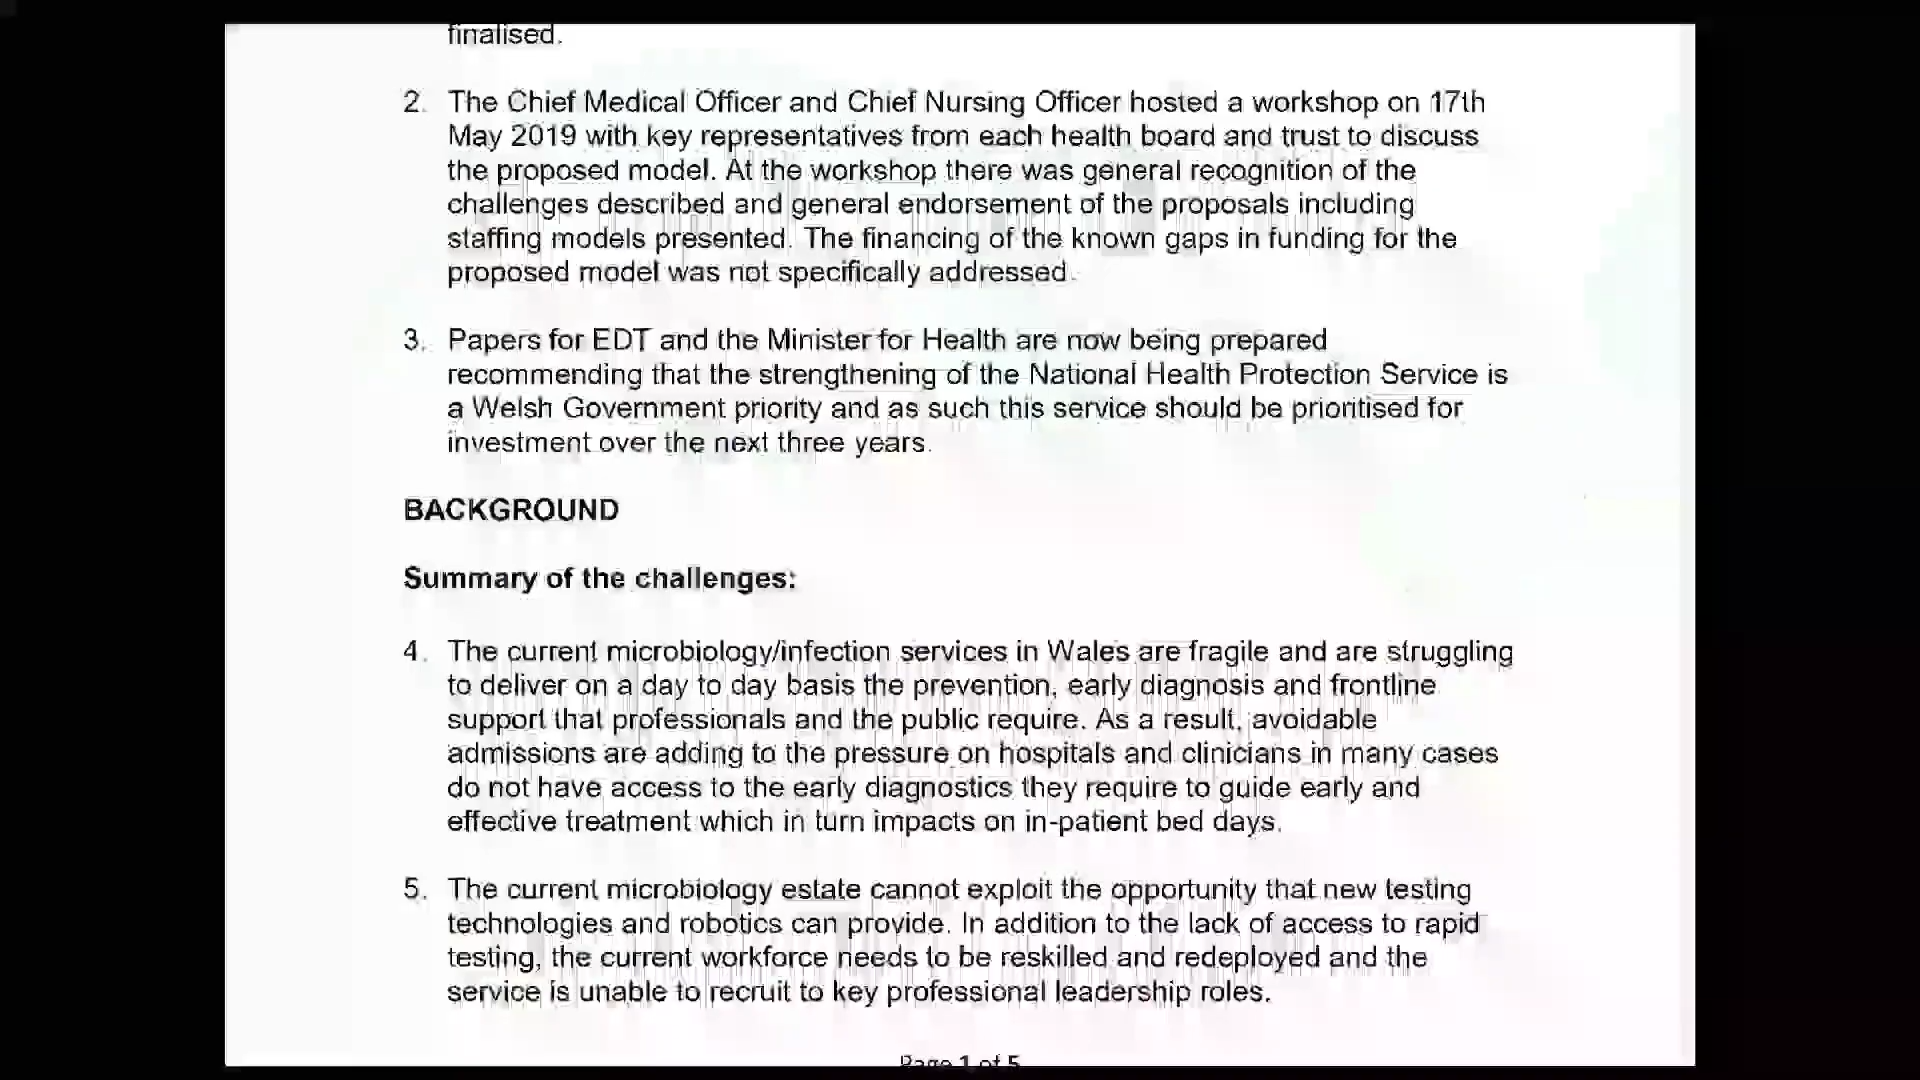 finalised.
2. The Chief Medical Officer and Chief Nursing Officer hosted a workshop on 17th
May 2019 with key representatives from each health board and trust to discuss
the proposed model. At the workshop there was general recognition of the
challenges described and general endorsement of the proposals including
staffing models presented. The financing of the known gaps in funding for the
proposed model was not specifically addressed.
3. Papers for EDT and the Minister for Health are now being prepared
recommending that the strengthening of the National Health Protection Service is
a Welsh Government priority and as such this service should be prioritised for
investment over the next three years.
BACKGROUND
Summary of the challenges:
4. The current microbiology/infection services in Wales are fragile and are struggling
to deliver on a day to day basis the prevention, early diagnosis and frontline
support that professionals and the public require. As a result, avoidable
admissions are adding to the pressure on hospitals and clinicians in many cases
do not have access to the early diagnostics they require to guide early and
effective treatment which in turn impacts on in-patient bed days.
5. The current microbiology estate cannot exploit the opportunity that new testing
technologies and robotics can provide. In addition to the lack of access to rapid
testing, the current workforce needs to be reskilled and redeployed and the
service is unable to recruit to key professional leadership roles.
Page 1 of 5